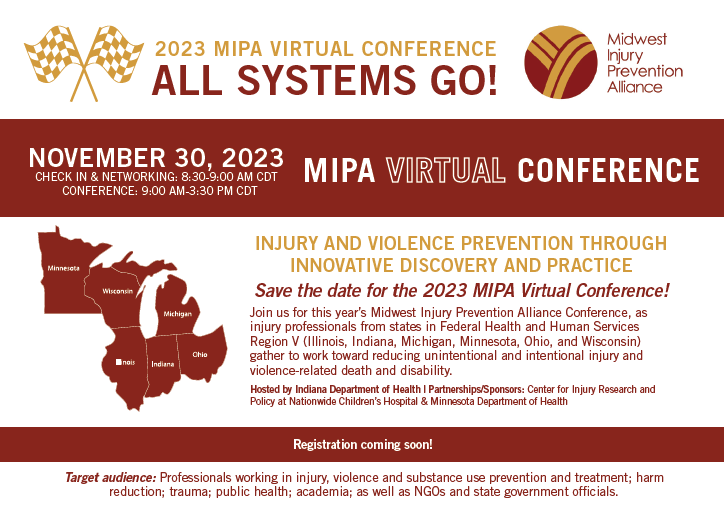 2023 MIPA VIRTUAL CONFERENCE
ALL SYSTEMS GO!
Midwest
Injury
Prevention
Alliance
NOVEMBER 30, 2023
CHECK IN & NETWORKING: 8:30-9:00 AM CDT
CONFERENCE: 9:00 AM-3:30 PM CDT
MIPA VIRTUAL CONFERENCE
Minnesota
Wisconsin
Michigan
Illinois
Indiana
Ohio
INJURY AND VIOLENCE PREVENTION THROUGH
INNOVATIVE DISCOVERY AND PRACTICE
Save the date for the 2023 MIPA Virtual Conference!
Join us for this year's Midwest Injury Prevention Alliance Conference, as
injury professionals from states in Federal Health and Human Services
Region V (Illinois, Indiana, Michigan, Minnesota, Ohio, and Wisconsin)
gather to work toward reducing unintentional and intentional injury and
violence-related death and disability.
Hosted by Indiana Department of Health I Partnerships/Sponsors: Center for Injury Research and
Policy at Nationwide Children's Hospital & Minnesota Department of Health
Registration coming soon!
Target audience: Professionals working in injury, violence and substance use prevention and treatment; harm
reduction; trauma; public health; academia; as well as NGOs and state government officials.